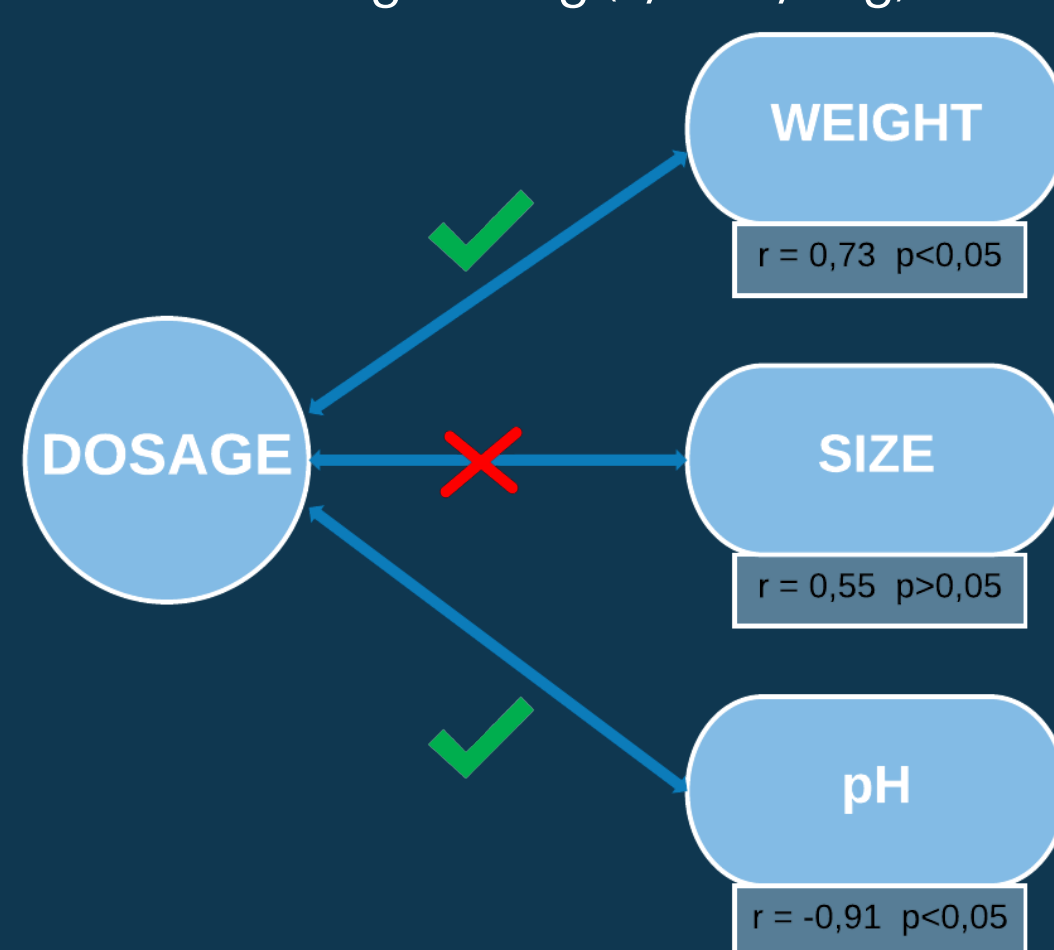 WEIGHT
r = 0,73 p<0,05
DOSAGE
SIZE
r = 0,55 p>0,05
pH
r = -0,91 p<0,05